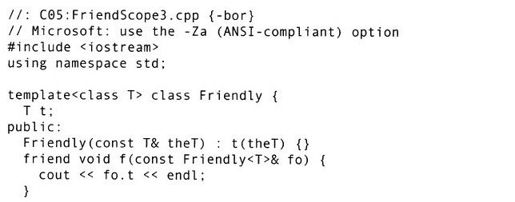 //: C05:FriendScope3.cpp {-bor}
// Microsoft: use the -Za (ANSI-compliant) option
#include <iostream>
using namespace std;
template<class T> class Friendly {
  T t;
public:
  Friendly(const T& theT) : t(theT) {}
  friend void f(const Friendly<T>& fo) {
    cout << fo.t << endl;
  }